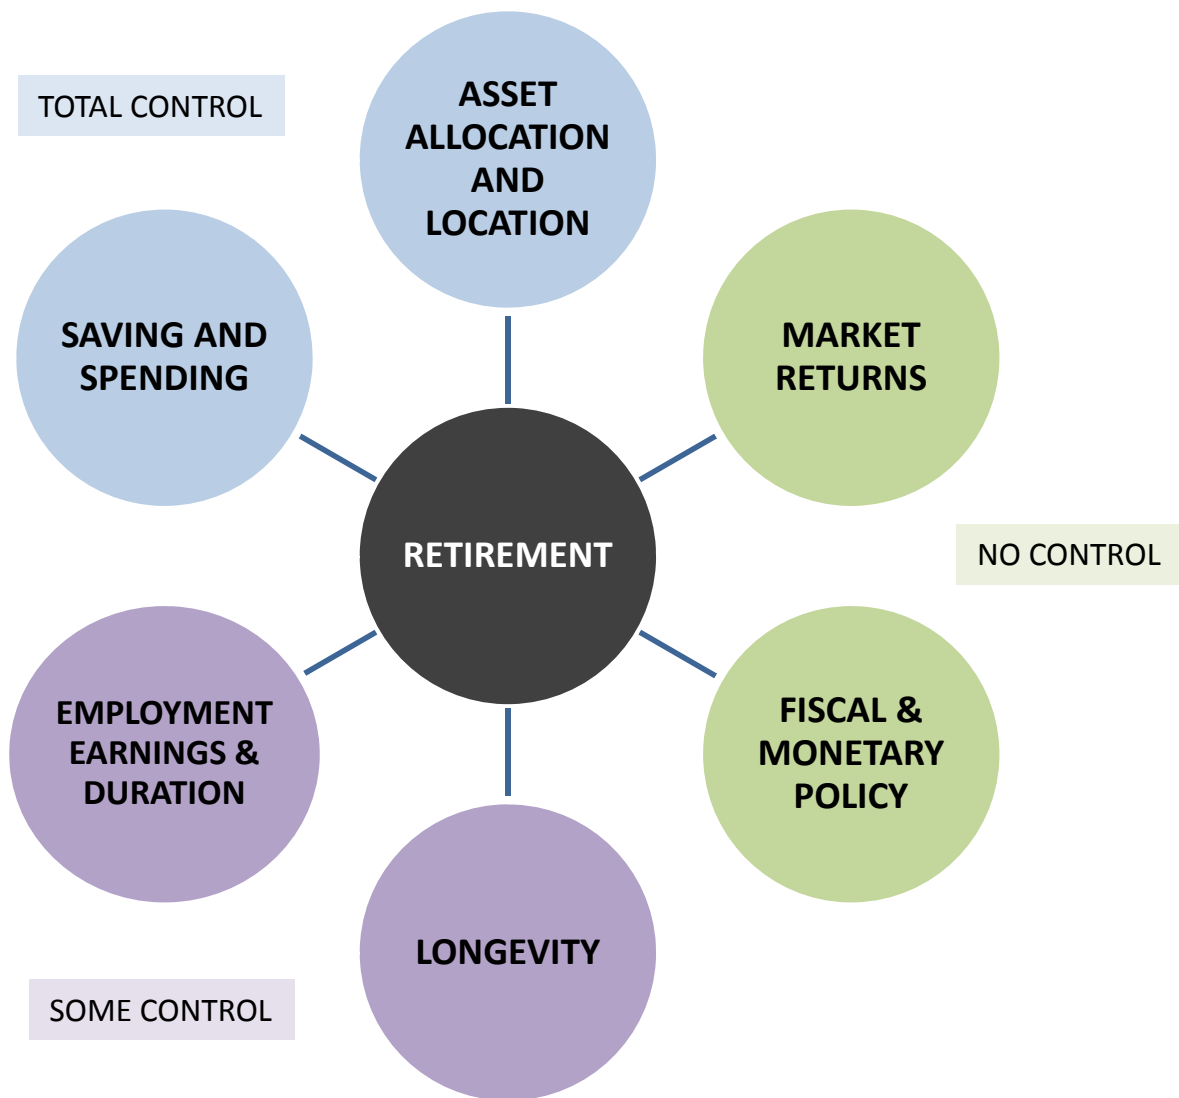 TOTAL CONTROL
ASSET
ALLOCATION
AND
LOCATION
SAVING AND
SPENDING
MARKET
RETURNS
RETIREMENT
NO CONTROL
EMPLOYMENT
EARNINGS &
DURATION
FISCAL &
MONETARY
POLICY
LONGEVITY
SOME CONTROL